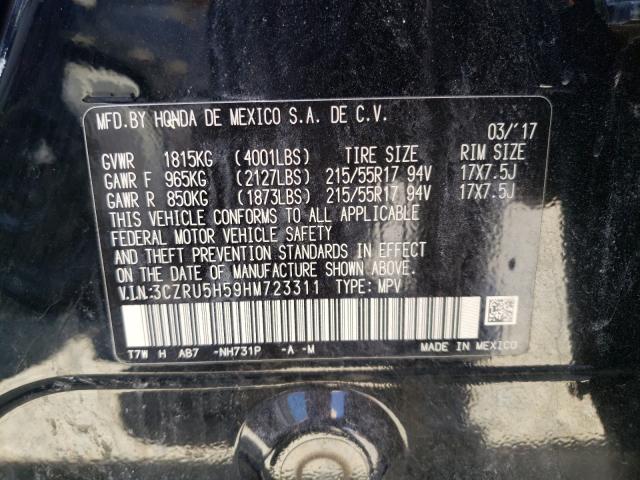 MFD.BY HONDA DE MEXICO S.A. DE C.V.
03/'17
GVWR 1815KG (4001LBS) TIRE SIZE RIM SIZE
GAWR F 965KG (2127LBS) 215/55R17 94V 17X7.5J
GAWR R 850KG (1873LBS) 215/55R17 94V 17X7.5J
THIS VEHICLE CONFORMS TO ALL APPLICABLE
FEDERAL MOTOR VEHICLE SAFETY
AND THEFT PREVENTION STANDARDS IN EFFECT
ON THE DATE OF MANUFACTURE SHOWN ABOVE.
V.I.N.:3CZRU5H59HM723311 TYPE: MPV
T7W H AB7 -NH731P -A -M
MADE IN MEXICO